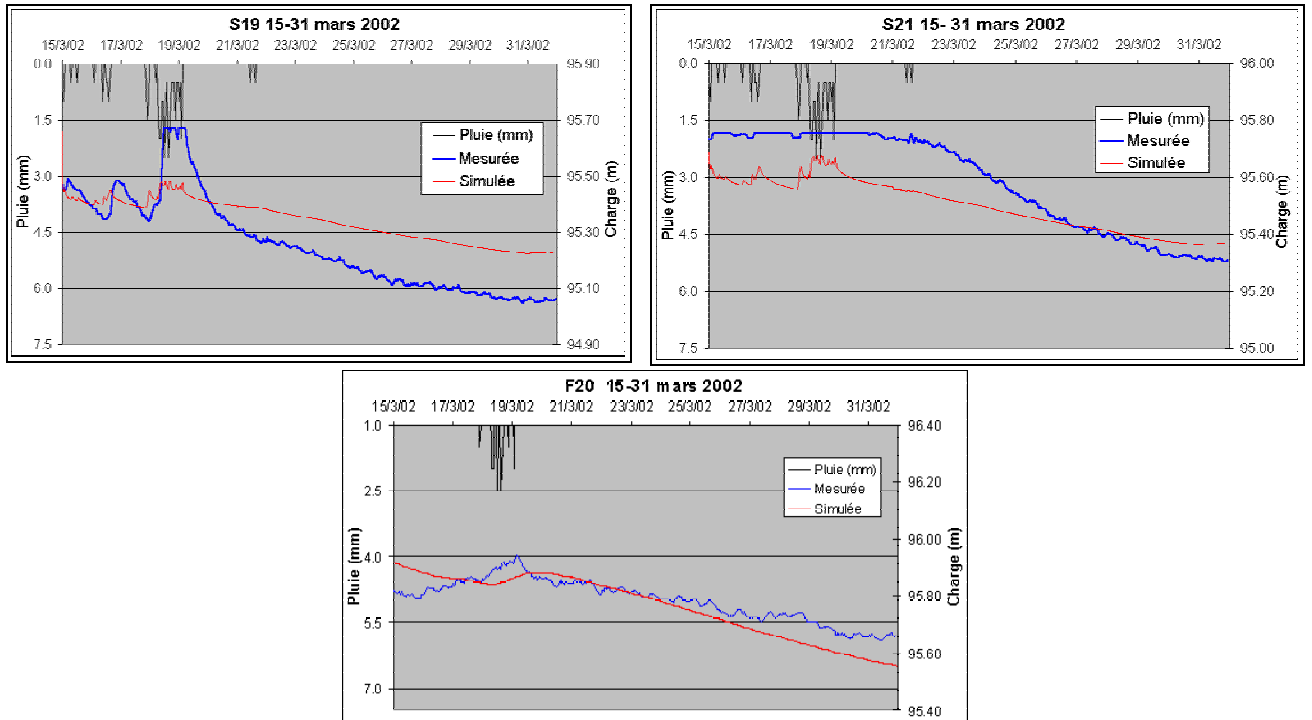 S19 15-31 mars 2002
15/3/02 17/3/02 19/3/02 21/3/02 23/3/02 25/3/02 27/3/02 29/3/02 31/3/02
0.0
1.5
3.0
4.5
6.0
7.5
Pluie (mm)
95.90
95.70
95.50
95.30
95.10
94.90
Charge (m)
Pluie (mm)
Mesurée
Simulée
S21 15- 31 mars 2002
15/3/02 17/3/02 19/3/02 21/3/02 23/3/02 25/3/02 27/3/02 29/3/02 31/3/02
0.0
1.5
3.0
4.5
6.0
7.5
Pluie (mm)
96.00
95.80
95.60
95.40
95.20
95.00
Charge (m)
Pluie (mm)
Mesurée
Simulée
F20 15-31 mars 2002
15/3/02 17/3/02 19/3/02 21/3/02 23/3/02 25/3/02 27/3/02 29/3/02 31/3/02
1.0
2.5
4.0
5.5
7.0
Pluie (mm)
96.40
96.20
96.00
95.80
95.60
95.40
Charge (m)
Pluie (mm)
Mesurée
Simulée